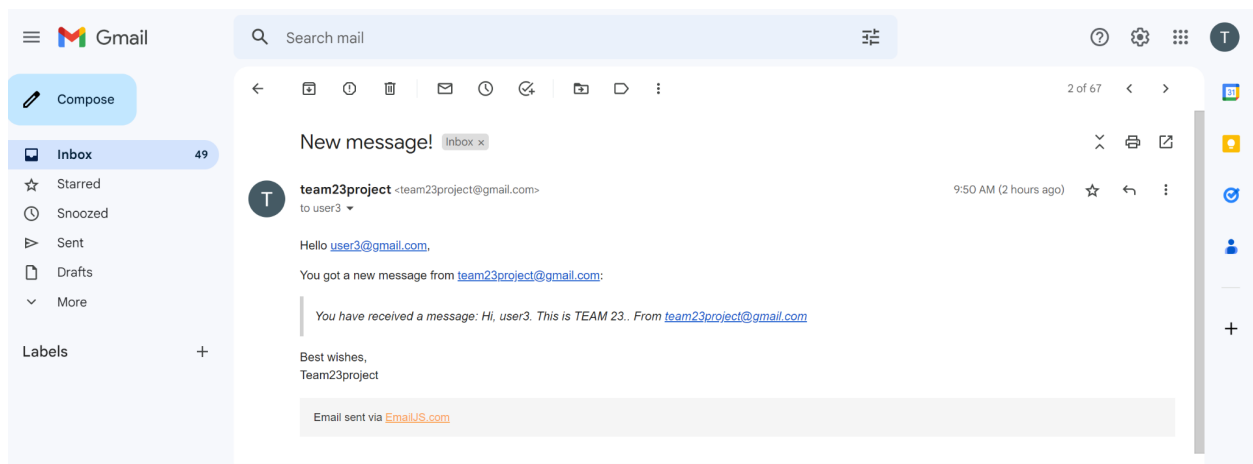 Gmail
Search mail
T
Compose
2 of 67
31
New message! Inbox ×
Inbox 49
Starred
T
team23project <team23project@gmail.com> 9:50 AM (2 hours ago)
to user3
Snoozed
Sent
Drafts
More
Labels
Hello user3@gmail.com,
You got a new message from team23project@gmail.com:
You have received a message: Hi, user3. This is TEAM 23.. From team23project@gmail.com
Best wishes,
Team23project
Email sent via EmailJS.com